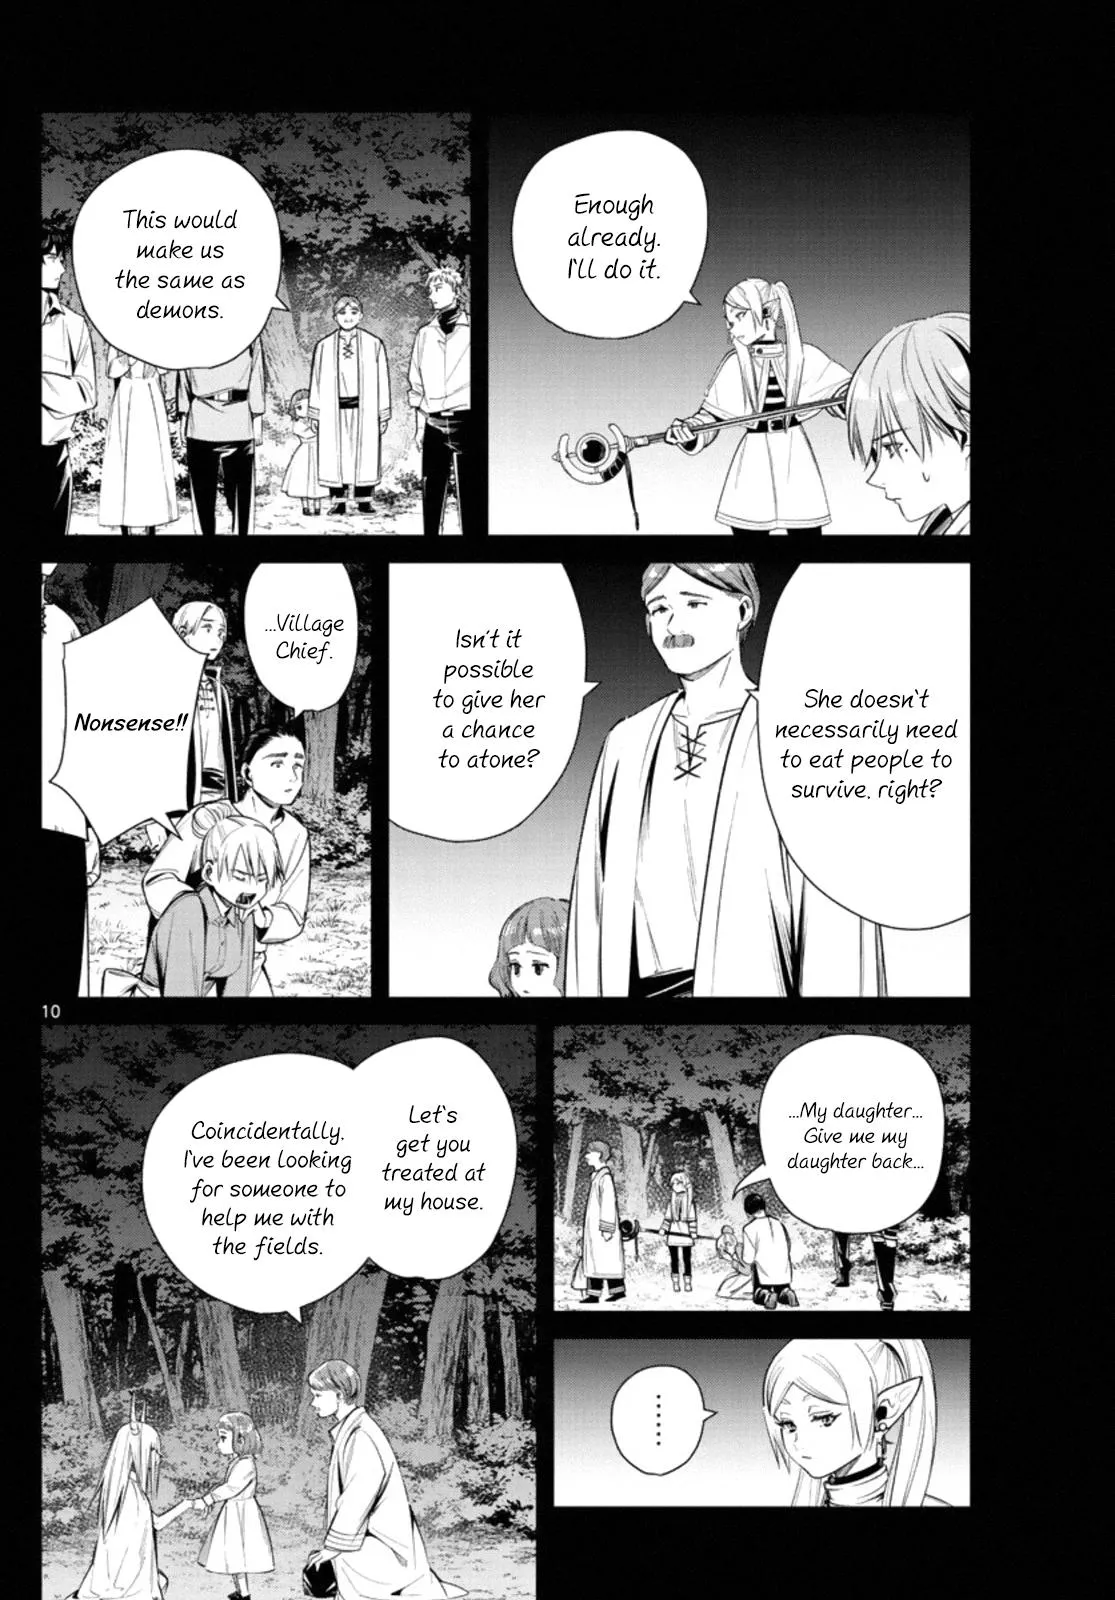 Enough
already.
I'll do it.
This would
make us
the same as
demons.
She doesn't
necessarily need
to eat people to
survive, right?
Isn't it
possible
to give her
a chance
to atone?
...Village
Chief.
Nonsense!!
10
...My daughter...
Give me my
daughter back...
......
Let's
get you
treated at
my house.
Coincidentally,
I've been looking
for someone to
help me with
the fields.